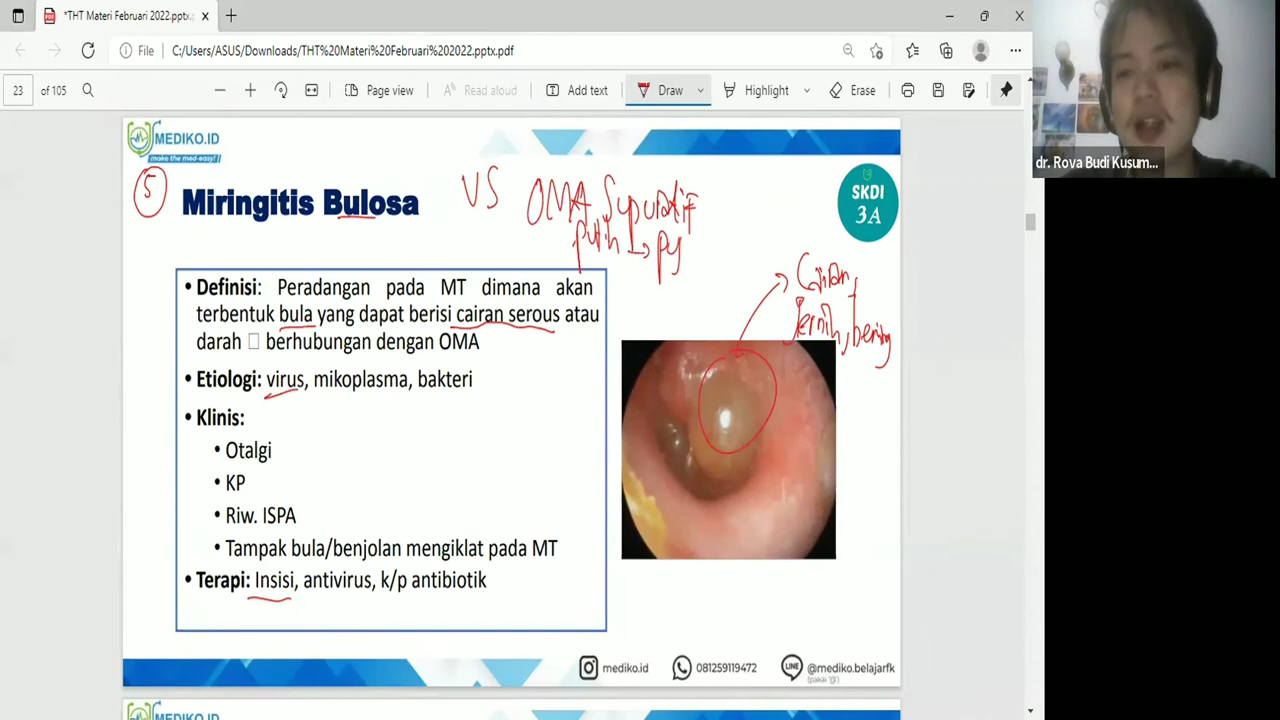 *THT Materi Februari 2022.pptx.p
File
C:/Users/ASUS/Downloads/THT%20Materi%20Februari%202022.pptx.pdf
23 of 105
Page view
Read aloud
Add text
Draw
Highlight
Erase
dr. Rova Budi Kusum...
MEDIKO.ID
make the med-easy!
5
Miringitis Bulosa
VS
OMA Supuratif
putih → pus
SKDI
3A
• Definisi: Peradangan pada MT dimana akan
terbentuk bula yang dapat berisi cairan serous atau
darah □ berhubungan dengan OMA
• Etiologi: virus, mikoplasma, bakteri
• Klinis:
• Otalgi
• KP
• Riw. ISPA
• Tampak bula/benjolan mengiklat pada MT
• Terapi: Insisi, antivirus, k/p antibiotik
Cairan,
jernih, bening
mediko.id
081259119472
@mediko.belajarfk
(pakai '@')
MEDIKO.ID